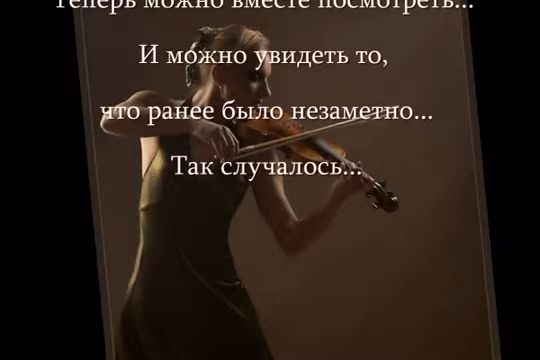 Теперь можно вместе посмотреть...
И можно увидеть то,
что ранее было незаметно...
Так случалось...